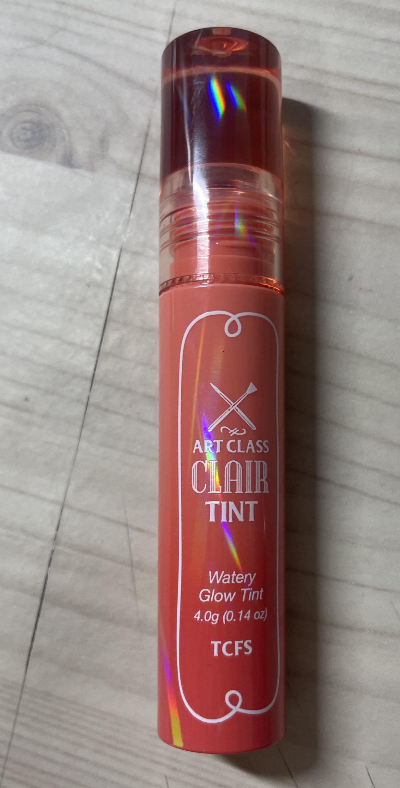 ART CLASS
CLAIR
TINT
Watery
Glow Tint
4.0g (0.14 oz)
TCFS